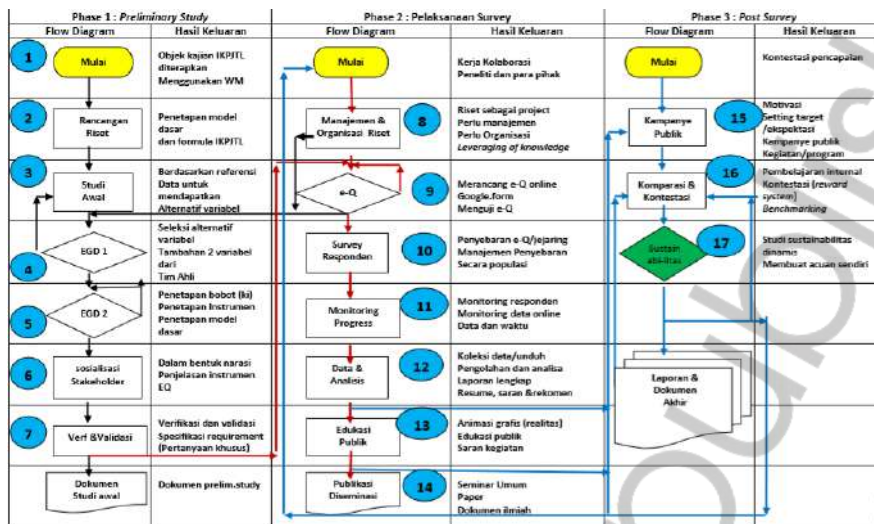 Phase 1 : Preliminary Study
Phase 2 : Pelaksanaan Survey
Phase 3 : Post Survey
Flow Diagram
Hasil Keluaran
Flow Diagram
Hasil Keluaran
Flow Diagram
Hasil Keluaran
1
Mulai
Objek kajian IKPJTL
diterapkan
Menggunakan WM
Mulai
Kerja Kolaborasi
Peneliti dan para pihak
Mulai
Kontestasi pencapaian
2
Rancangan
Riset
Penetapan model
dasar
dan formula IKPJTL
Manajemen &
Organisasi Riset
8
Riset sebagai project
Perlu manajemen
Perlu Organisasi
Leveraging of knowledge
Kampanye
Publik
15
Motivasi
Setting target
/ekspektasi
Kampanye publik
Kegiatan/program
3
Studi
Awal
Berdasarkan referensi
Data untuk
mendapatkan
Alternatif variabel
e-Q
9
Merancang e-Q online
Google.form
Menguji e-Q
Komparasi &
Kontestasi
16
Pembelajaran internal
Kontestasi (reward
system)
Benchmarking
4
EGD 1
Seleksi alternatif
variabel
Tambahan 2 variabel
dari
Tim Ahli
Survey
Responden
10
Penyebaran e-Q/jejaring
Manajemen Penyebaran
Secara populasi
Sustain
abi-litas
17
Studi sustainabilitas
dinamus
Membuat acuan sendiri
5
EGD 2
Penetapan bobot (ki)
Penetapan Instrumen
Penetapan model
dasar
Monitoring
Progress
11
Monitoring responden
Monitoring data online
Data dan waktu
6
sosialisasi
Stakeholder
Dalam bentuk narasi
Penjelasan instrumen
EQ
Data &
Analisis
12
Koleksi data/unduh
Pengolahan dan analisa
Laporan lengkap
Resume, saran &rekomen
Laporan &
Dokumen
Akhir
7
Verf &Validasi
Verifikasi dan validasi
Spesifikasi requirement
(Pertanyaan khusus)
Edukasi
Publik
13
Animasi grafis (realitas)
Edukasi publik
Saran kegiatan
Dokumen
Studi awal
Dokumen prelim.study
Publikasi
Diseminasi
14
Seminar Umum
Paper
Dokumen ilmiah